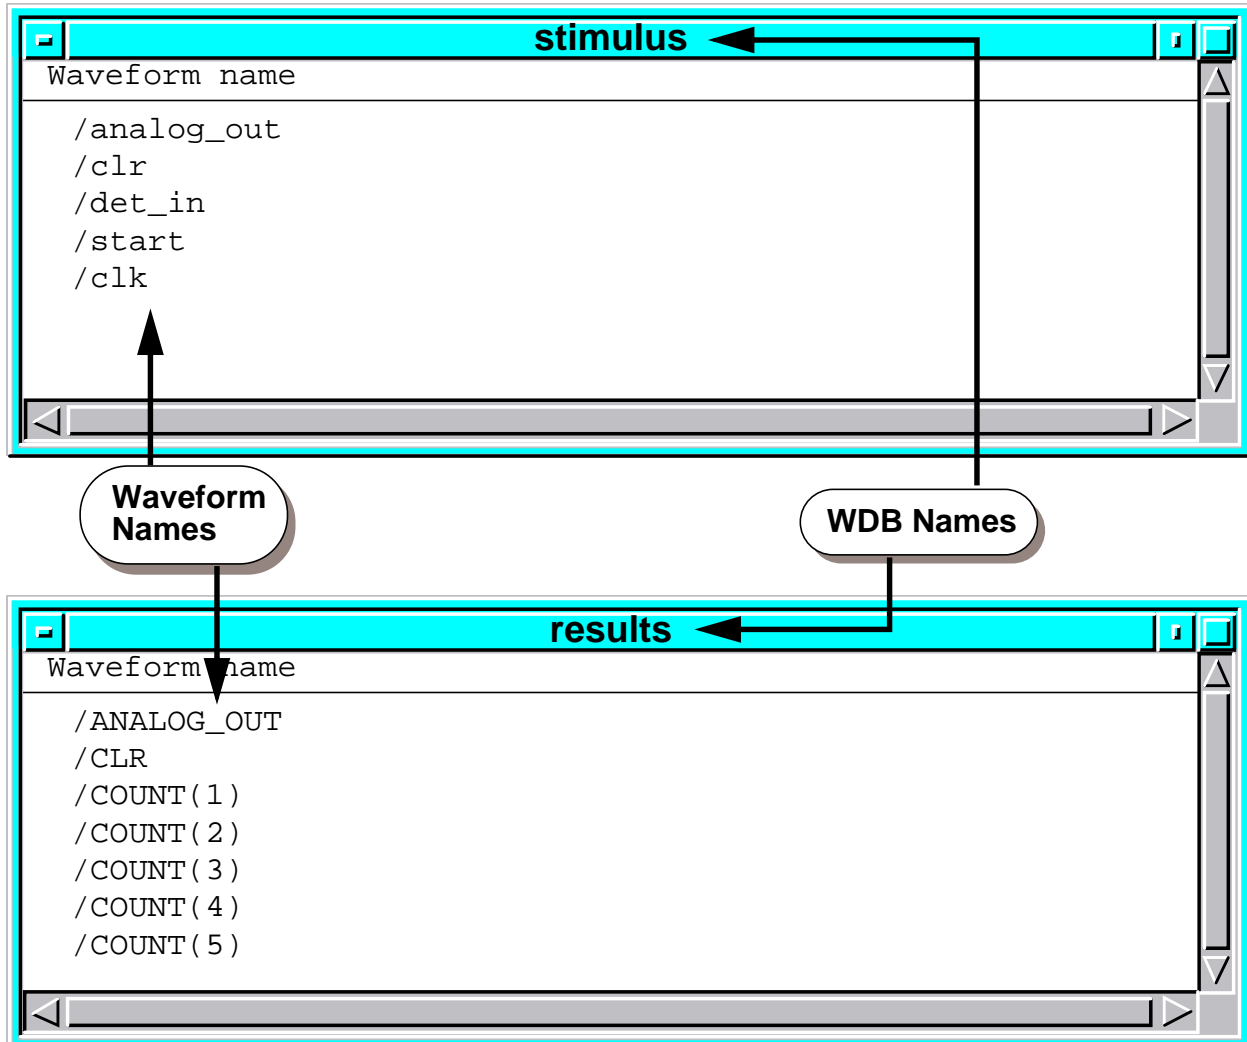 stimulus
Waveform name
/analog_out
/clr
/det_in
/start
/clk
Waveform
Names
WDB Names
results
Waveform name
/ANALOG_OUT
/CLR
/COUNT(1)
/COUNT(2)
/COUNT(3)
/COUNT(4)
/COUNT(5)